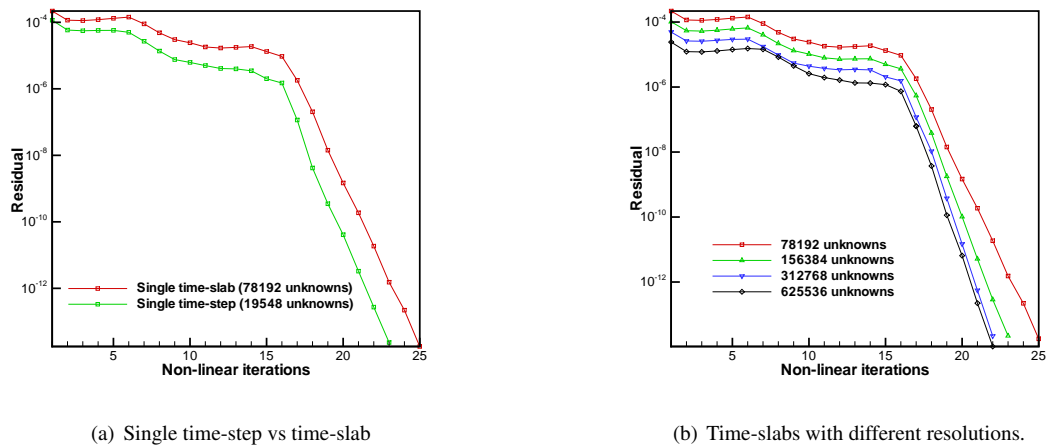 10^-4
10^-6
10^-8
10^-10
10^-12
Residual
Single time-slab (78192 unknowns)
Single time-step (19548 unknowns)
5 10 15 20 25
Non-linear iterations
(a) Single time-step vs time-slab
10^-4
10^-6
10^-8
10^-10
10^-12
Residual
78192 unknowns
156384 unknowns
312768 unknowns
625536 unknowns
5 10 15 20 25
Non-linear iterations
(b) Time-slabs with different resolutions.